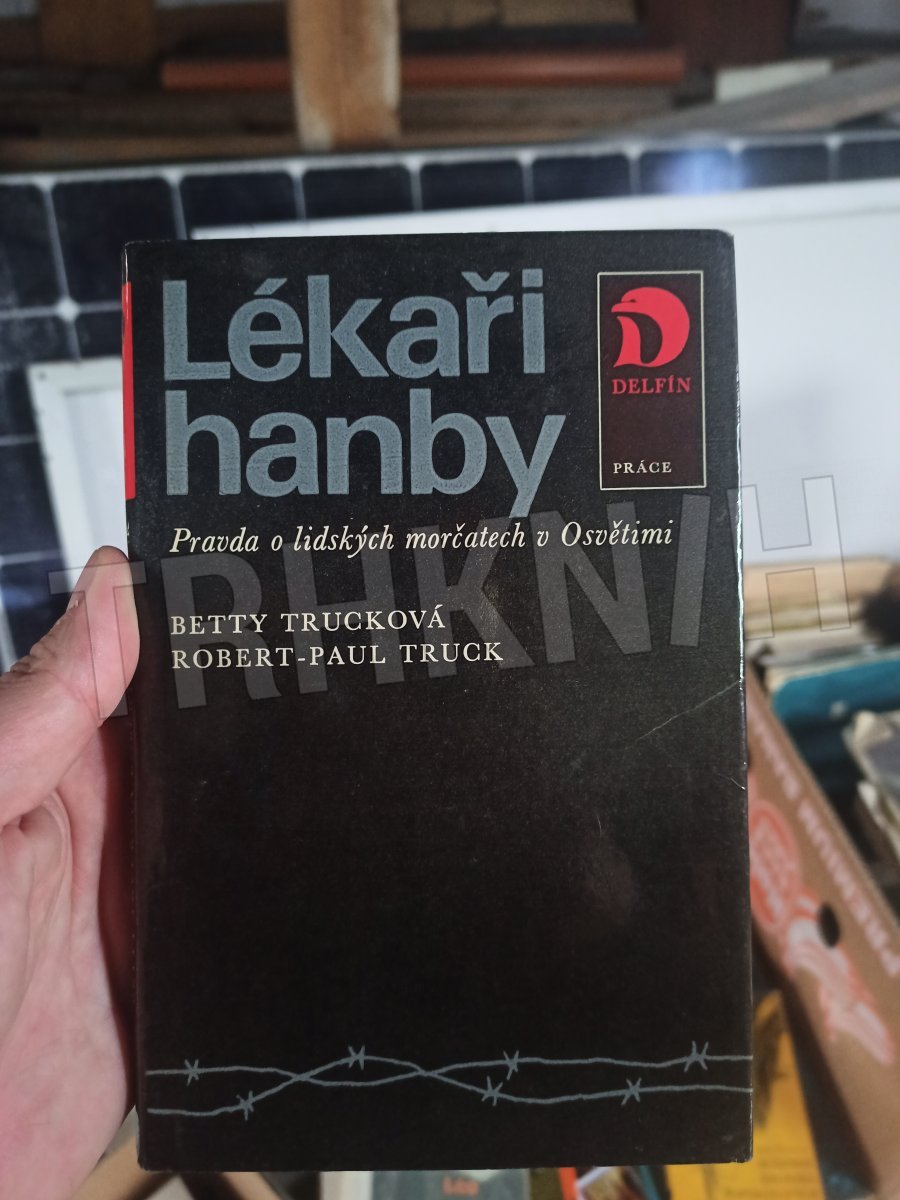 Lékaři
hanby
DELFÍN
PRÁCE
Pravda o lidských morčatech v Osvětimi
BETTY TRUCKOVÁ
ROBERT-PAUL TRUCK
TRHKNIH